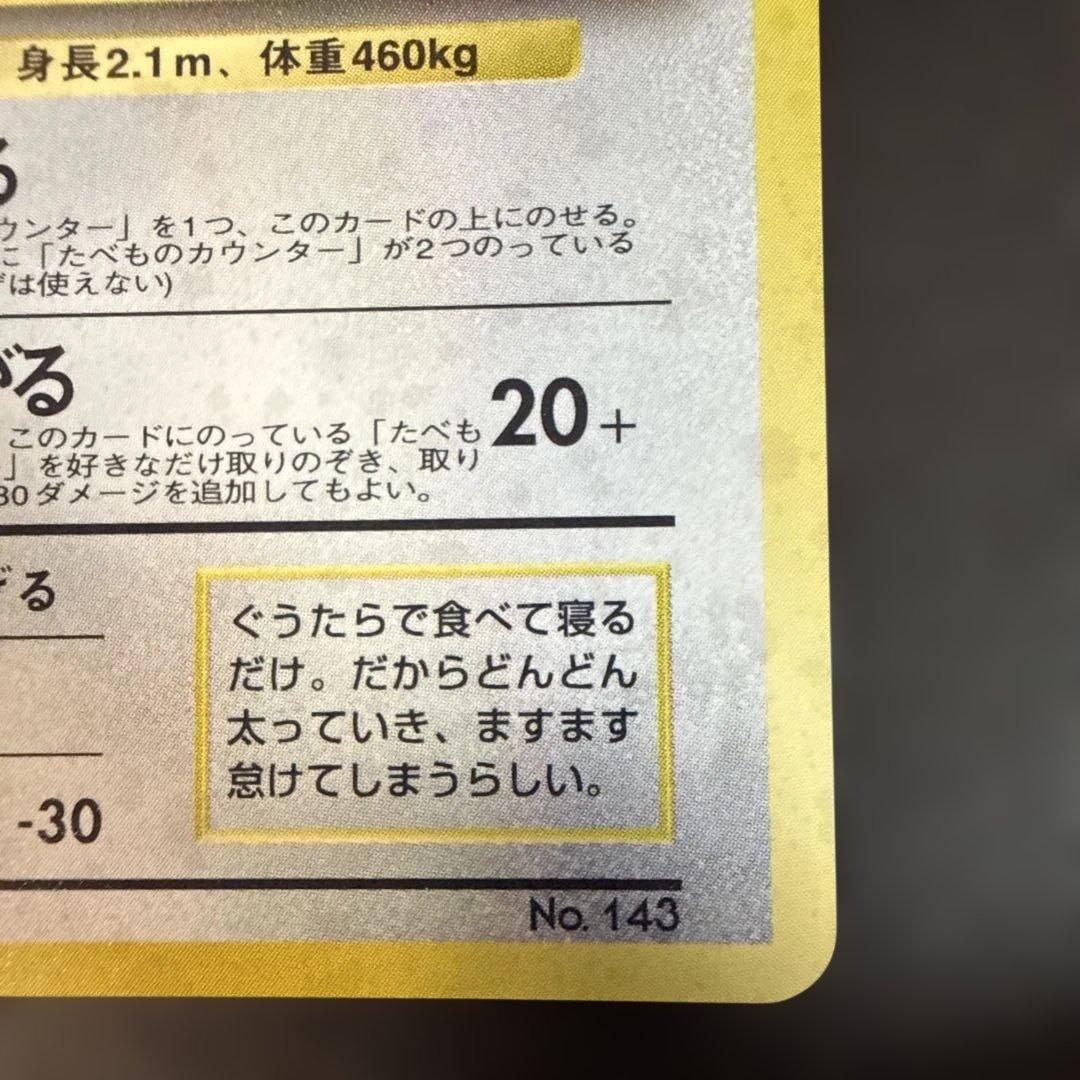 身長2.1m、体重460kg
る
ウンター」を1つ、このカードの上にのせる。
に「たべものカウンター」が2つのっている
は使えない)
がる
20+
このカードにのっている「たべも
」を好きなだけ取りのぞき、取り
30ダメージを追加してもよい。
げる
ぐうたらで食べて寝る
だけ。だからどんどん
太っていき、ますます
怠けてしまうらしい。
-30
No. 143